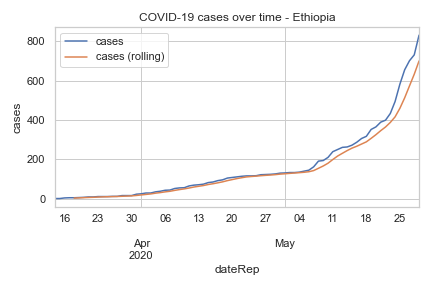 COVID-19 cases over time - Ethiopia
cases
cases (rolling)
cases
800
600
400
200
0
16 23 30 06 13 20 27 04 11 18 25
Apr May
2020
dateRep